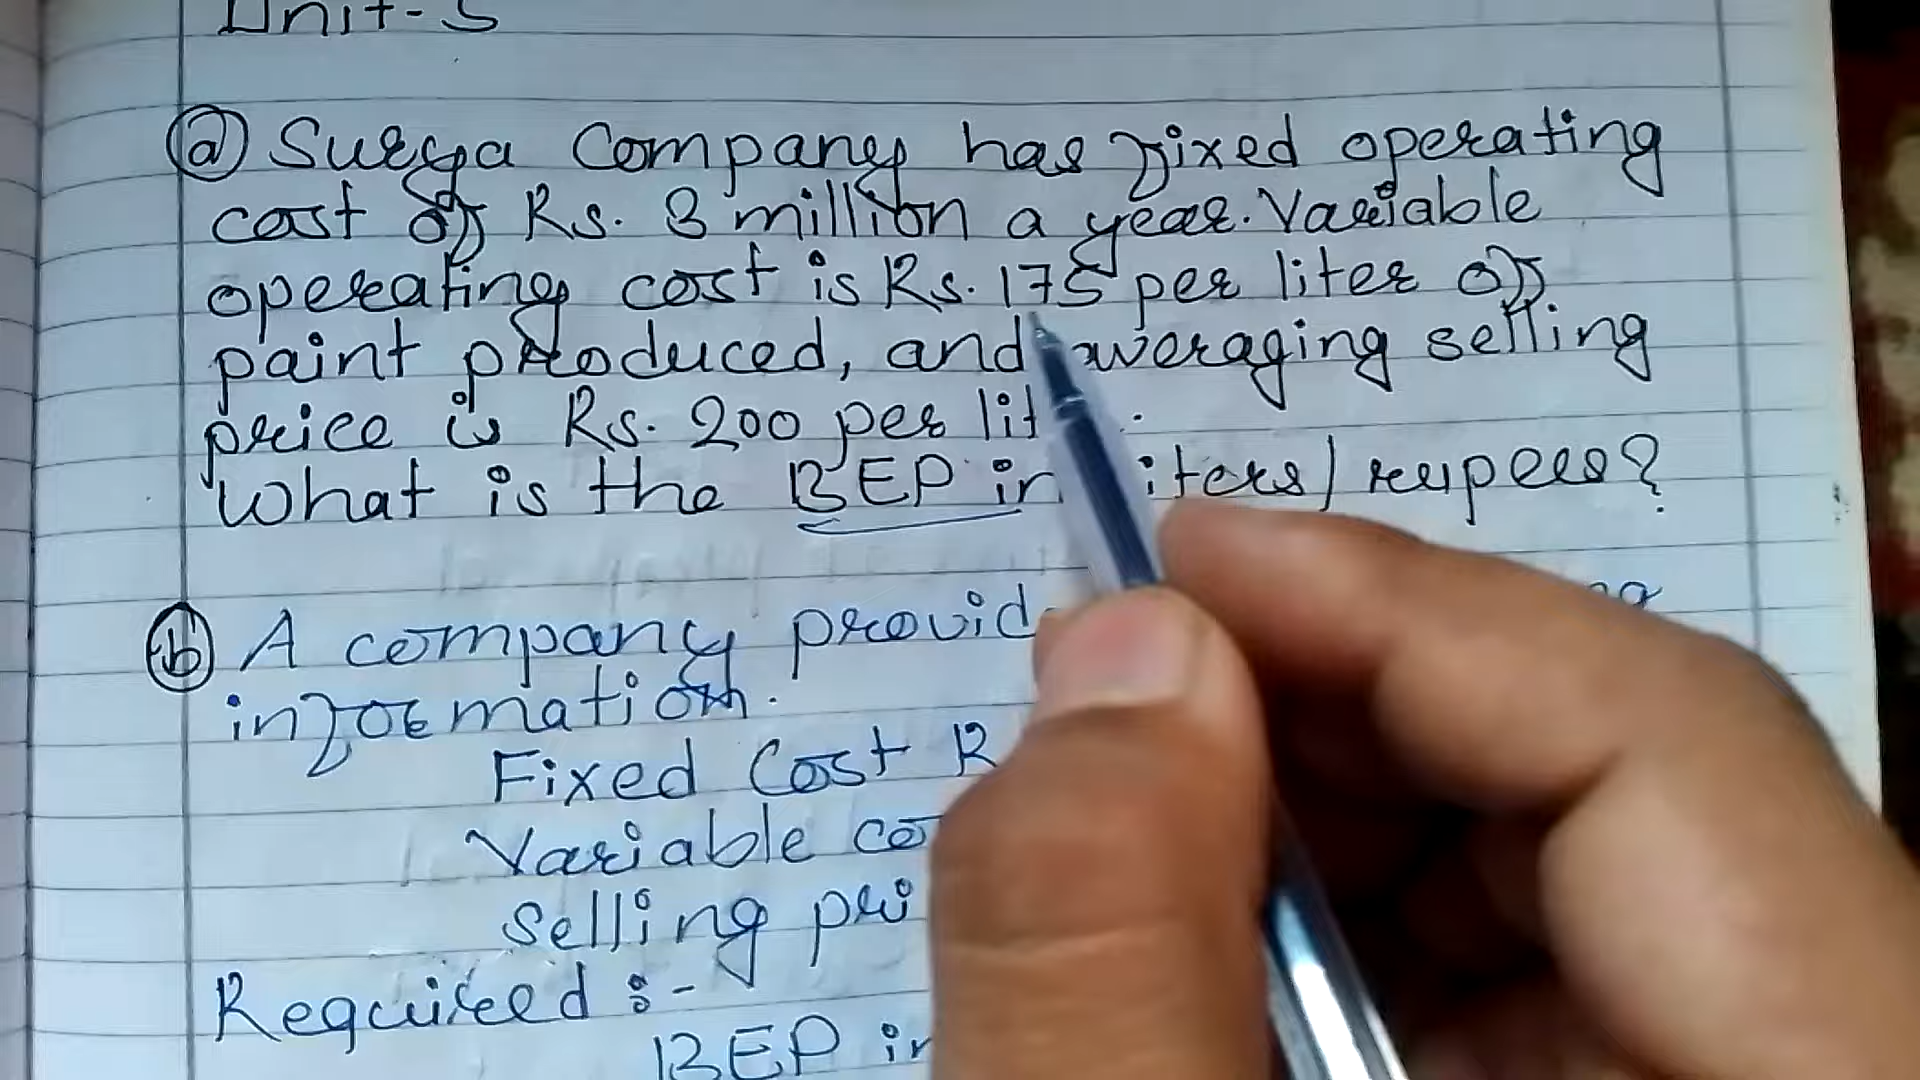 Unit-5
(a) Surya Company has fixed operating
cost of Rs. 3 million a year. Variable
operating cost is Rs. 175 per liter of
paint produced, and averaging selling
price is Rs. 200 per lit
What is the BEP in iters/rupees?
(b) A company provid
information.
Fixed Cost R
Variable co
Selling pri
Required :-
BEP in